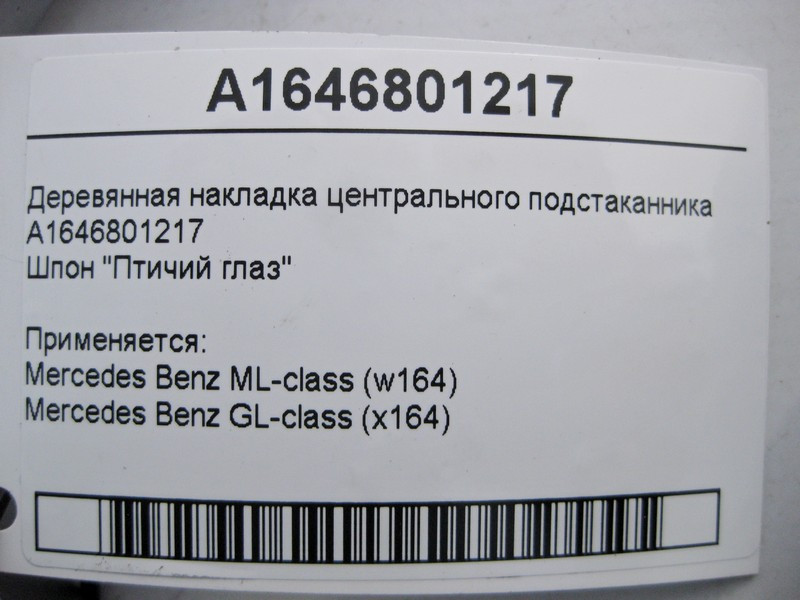 A1646801217
Деревянная накладка центрального подстаканника
A1646801217
Шпон "Птичий глаз"
Применяется:
Mercedes Benz ML-class (w164)
Mercedes Benz GL-class (x164)